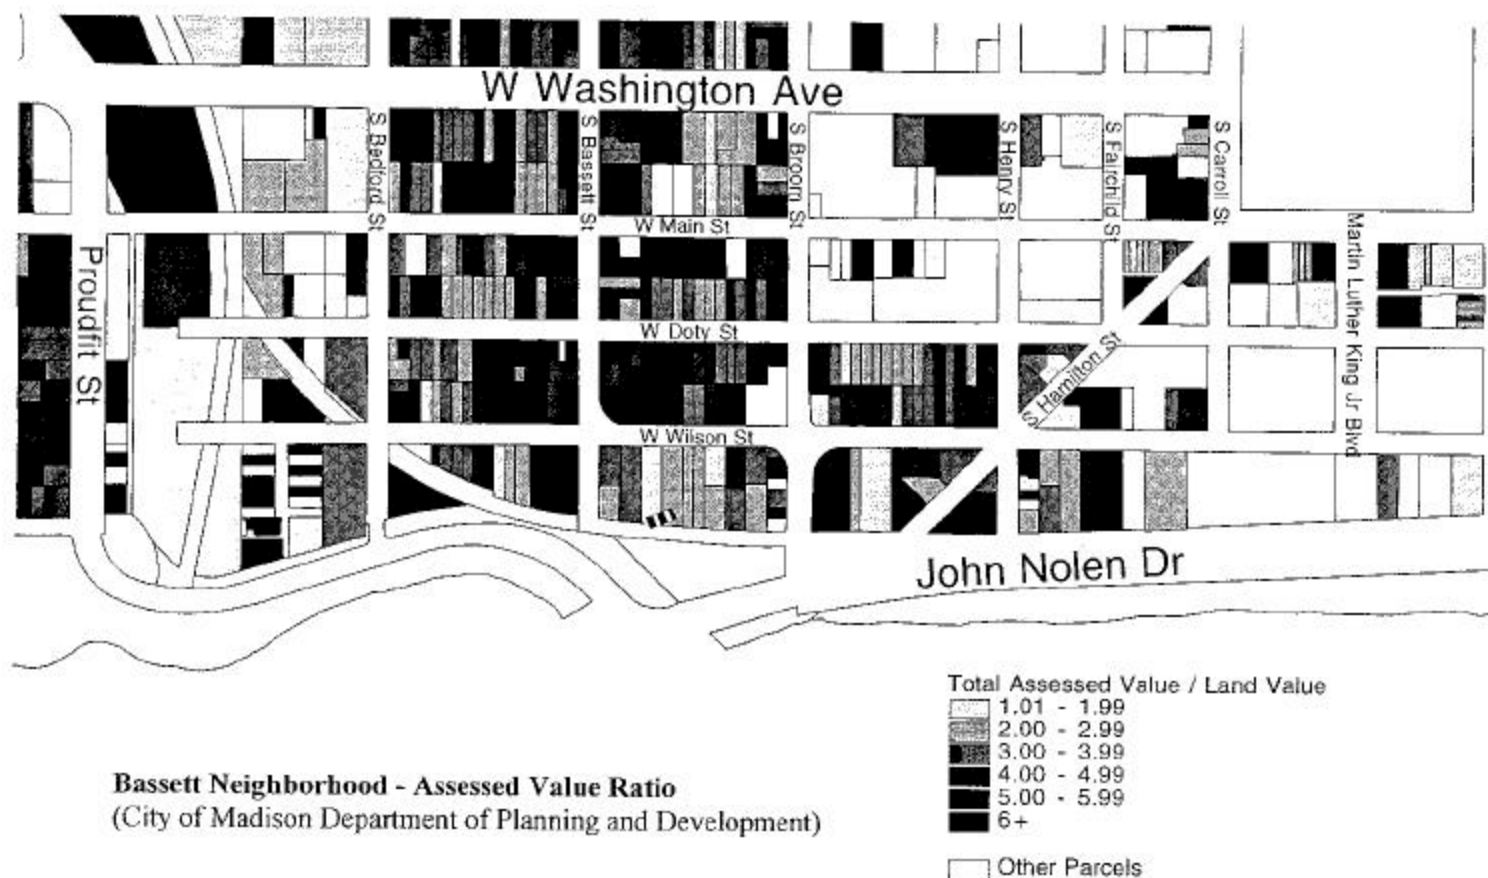 W Washington Ave
S Bedford St
S Bassett St
S Broom St
S Henry St
S Fairchild St
S Carroll St
W Main St
Martin Luther King Jr Blvd
Proudfit St
W Doty St
S Hamilton St
W Wilson St
John Nolen Dr
Total Assessed Value / Land Value
1.01 - 1.99
2.00 - 2.99
3.00 - 3.99
4.00 - 4.99
5.00 - 5.99
6+
Other Parcels
Bassett Neighborhood - Assessed Value Ratio
(City of Madison Department of Planning and Development)